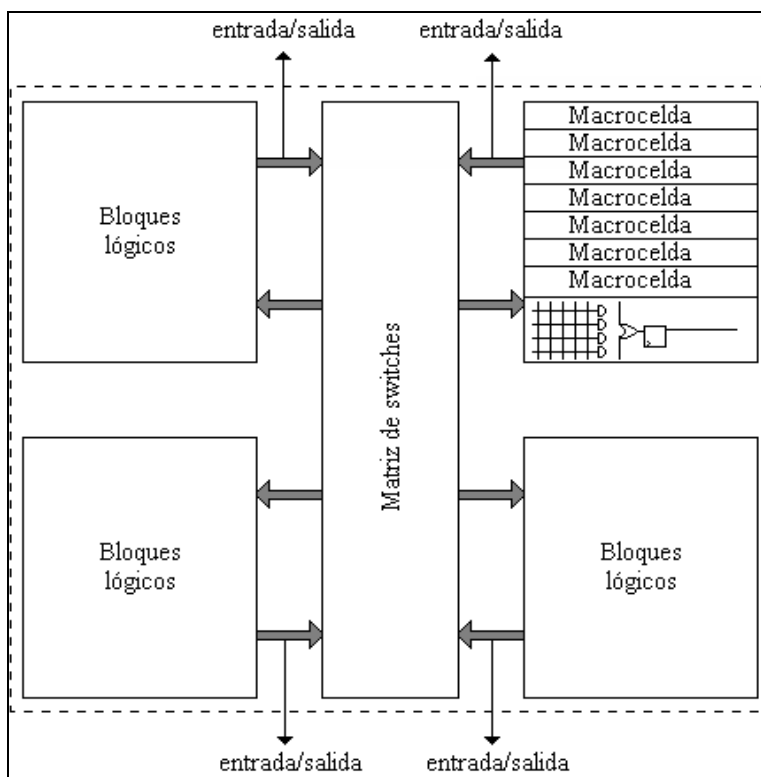 entrada/salida
entrada/salida
Bloques
lógicos
Matriz de switches
Macrocelda
Macrocelda
Macrocelda
Macrocelda
Macrocelda
Macrocelda
Macrocelda
Bloques
lógicos
Bloques
lógicos
entrada/salida
entrada/salida